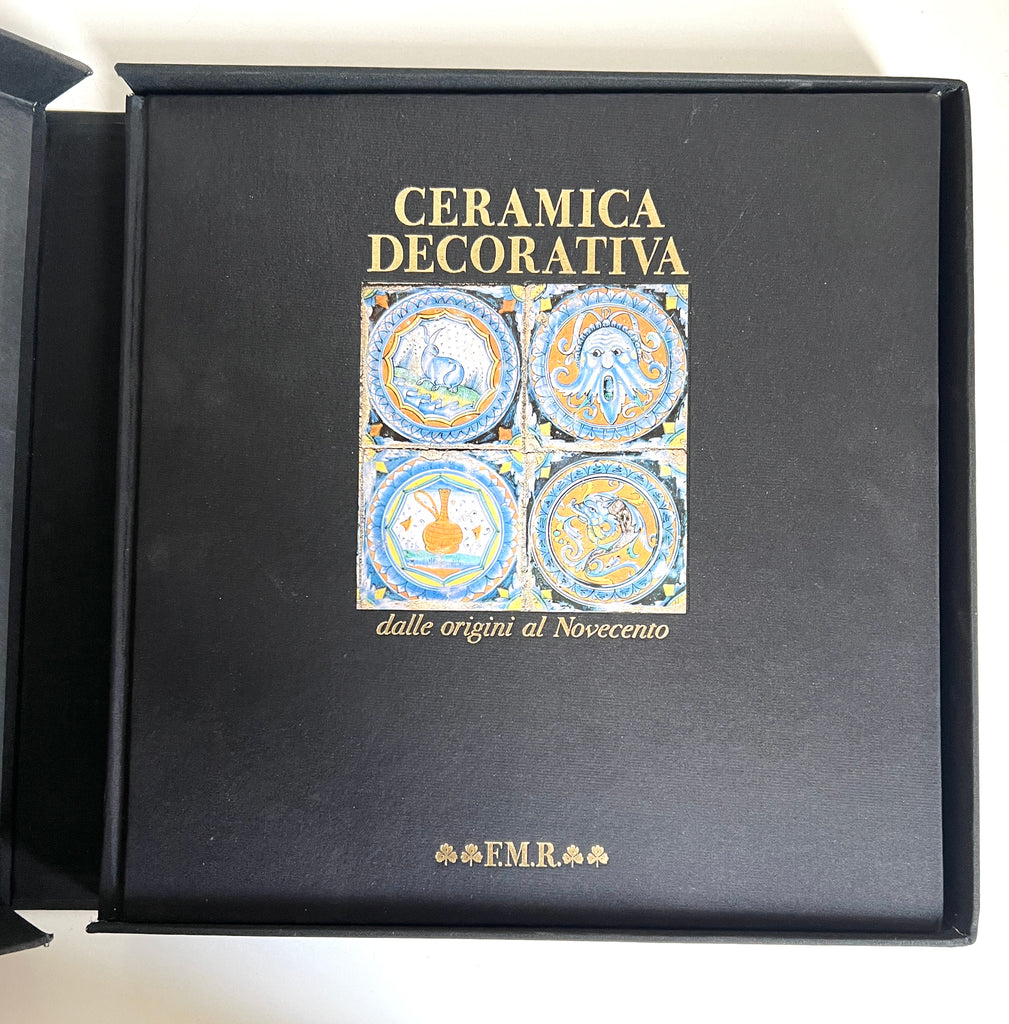 CERAMICA
DECORATIVA
dalle origini al Novecento
F.M.R.